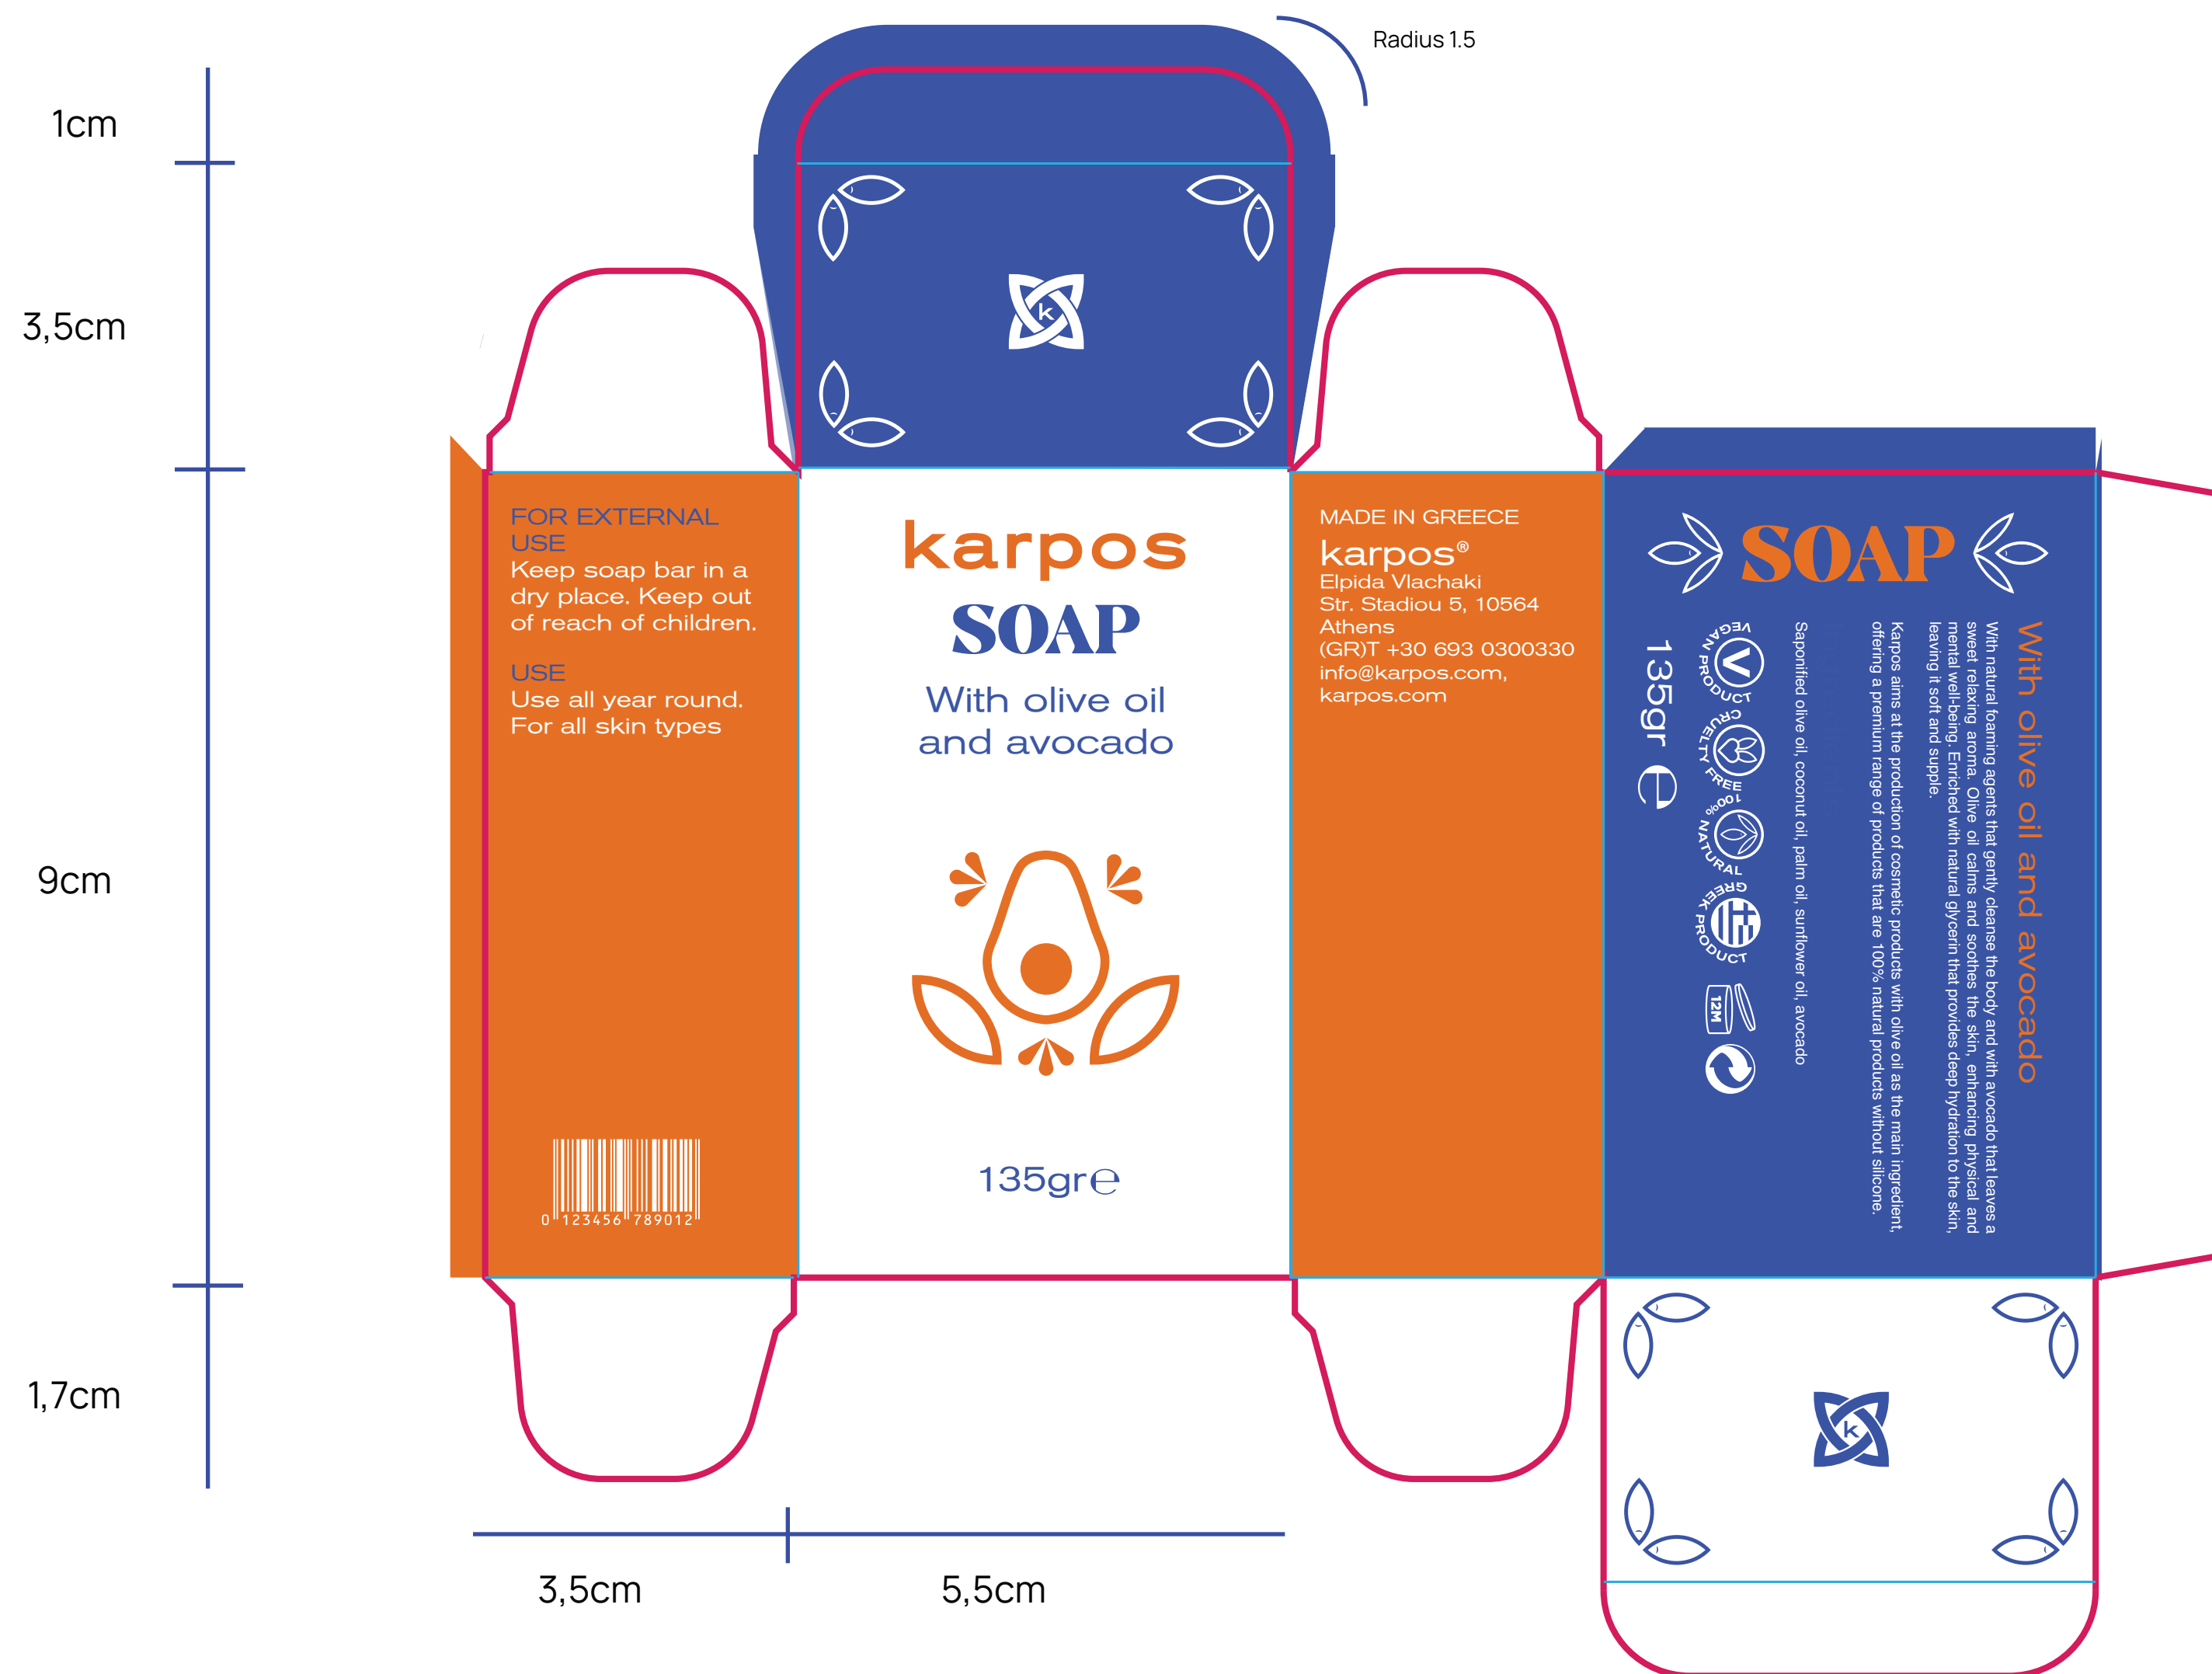 Radius 1.5
1cm
3,5cm
9cm
1,7cm
3,5cm
5,5cm
k
FOR EXTERNAL
USE
Keep soap bar in a
dry place. Keep out
of reach of children.
USE
Use all year round.
For all skin types
0 123456 789012
karpos
SOAP
With olive oil
and avocado
135gr℮
MADE IN GREECE
karpos®
Elpida Vlachaki
Str. Stadiou 5, 10564
Athens
(GR)T +30 693 0300330
info@karpos.com,
karpos.com
SOAP
With olive oil and avocado
With natural foaming agents that gently cleanse the body and with avocado that leaves a
sweet relaxing aroma. Olive oil calms and soothes the skin, enhancing physical and
mental well-being. Enriched with natural glycerin that provides deep hydration to the skin,
leaving it soft and supple.
Karpos aims at the production of cosmetic products with olive oil as the main ingredient,
offering a premium range of products that are 100% natural products without silicone.
Saponified olive oil, coconut oil, palm oil, sunflower oil, avocado
VEGAN PRODUCT
V
CRUELTY FREE
100% NATURAL
GREEK PRODUCT
12M
135gr ℮
k